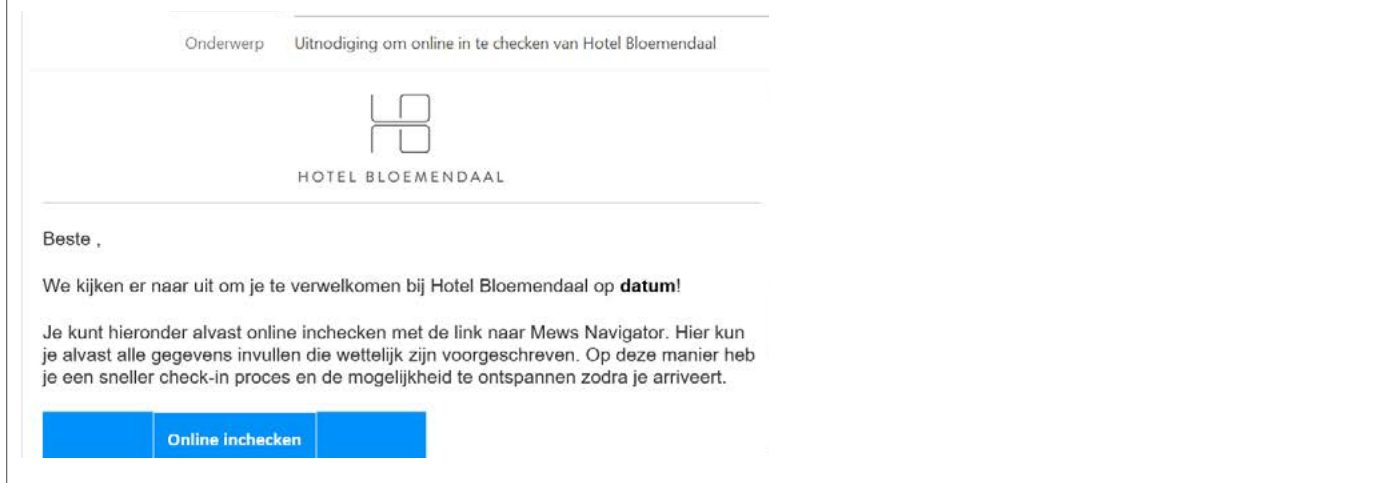 Onderwerp Uitnodiging om online in te checken van Hotel Bloemendaal
HOTEL BLOEMENDAAL
Beste ,
We kijken er naar uit om je te verwelkomen bij Hotel Bloemendaal op datum!
Je kunt hieronder alvast online inchecken met de link naar Mews Navigator. Hier kun
je alvast alle gegevens invullen die wettelijk zijn voorgeschreven. Op deze manier heb
je een sneller check-in proces en de mogelijkheid te ontspannen zodra je arriveert.
Online inchecken